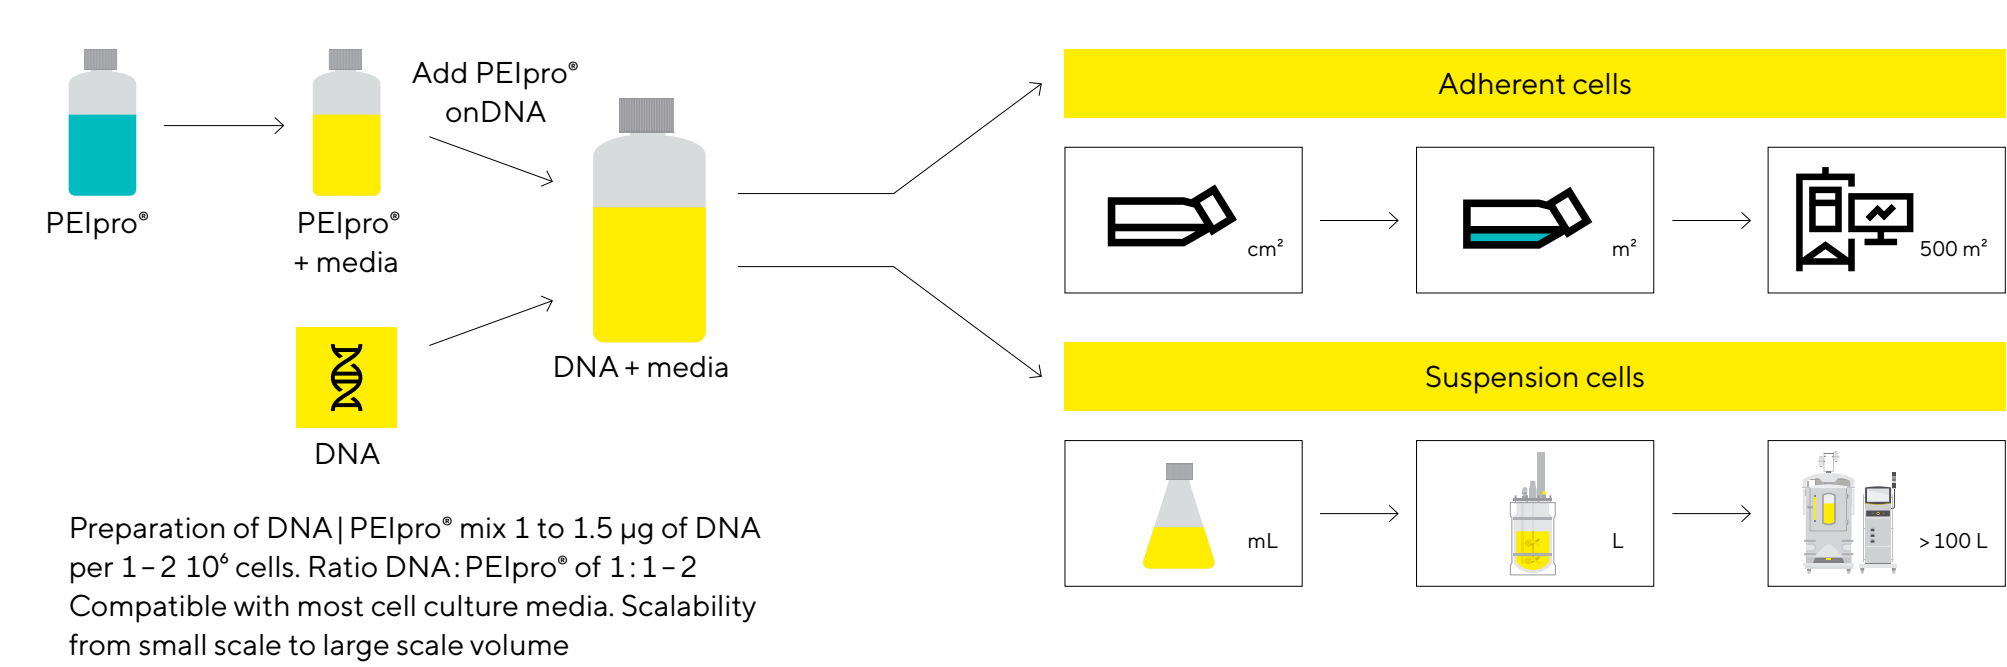 PEIpro®
PEIpro®
+ media
Add PEIpro®
onDNA
DNA
DNA + media
Preparation of DNA | PEIpro® mix 1 to 1.5 µg of DNA
per 1 – 2 10⁶ cells. Ratio DNA : PEIpro® of 1 : 1 – 2
Compatible with most cell culture media. Scalability
from small scale to large scale volume
Adherent cells
cm²
m²
500 m²
Suspension cells
mL
L
> 100 L